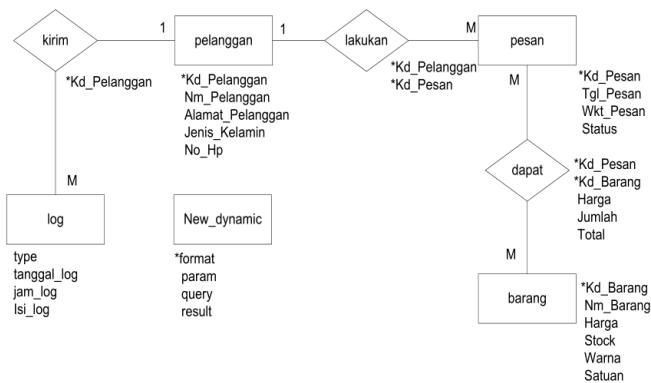 kirim
1
pelanggan
1
lakukan
M
pesan
*Kd_Pelanggan
*Kd_Pelanggan
Nm_Pelanggan
Alamat_Pelanggan
Jenis_Kelamin
No_Hp
*Kd_Pelanggan
*Kd_Pesan
M
*Kd_Pesan
Tgl_Pesan
Wkt_Pesan
Status
dapat
*Kd_Pesan
*Kd_Barang
Harga
Jumlah
Total
M
log
type
tanggal_log
jam_log
Isi_log
New_dynamic
*format
param
query
result
M
barang
*Kd_Barang
Nm_Barang
Harga
Stock
Warna
Satuan